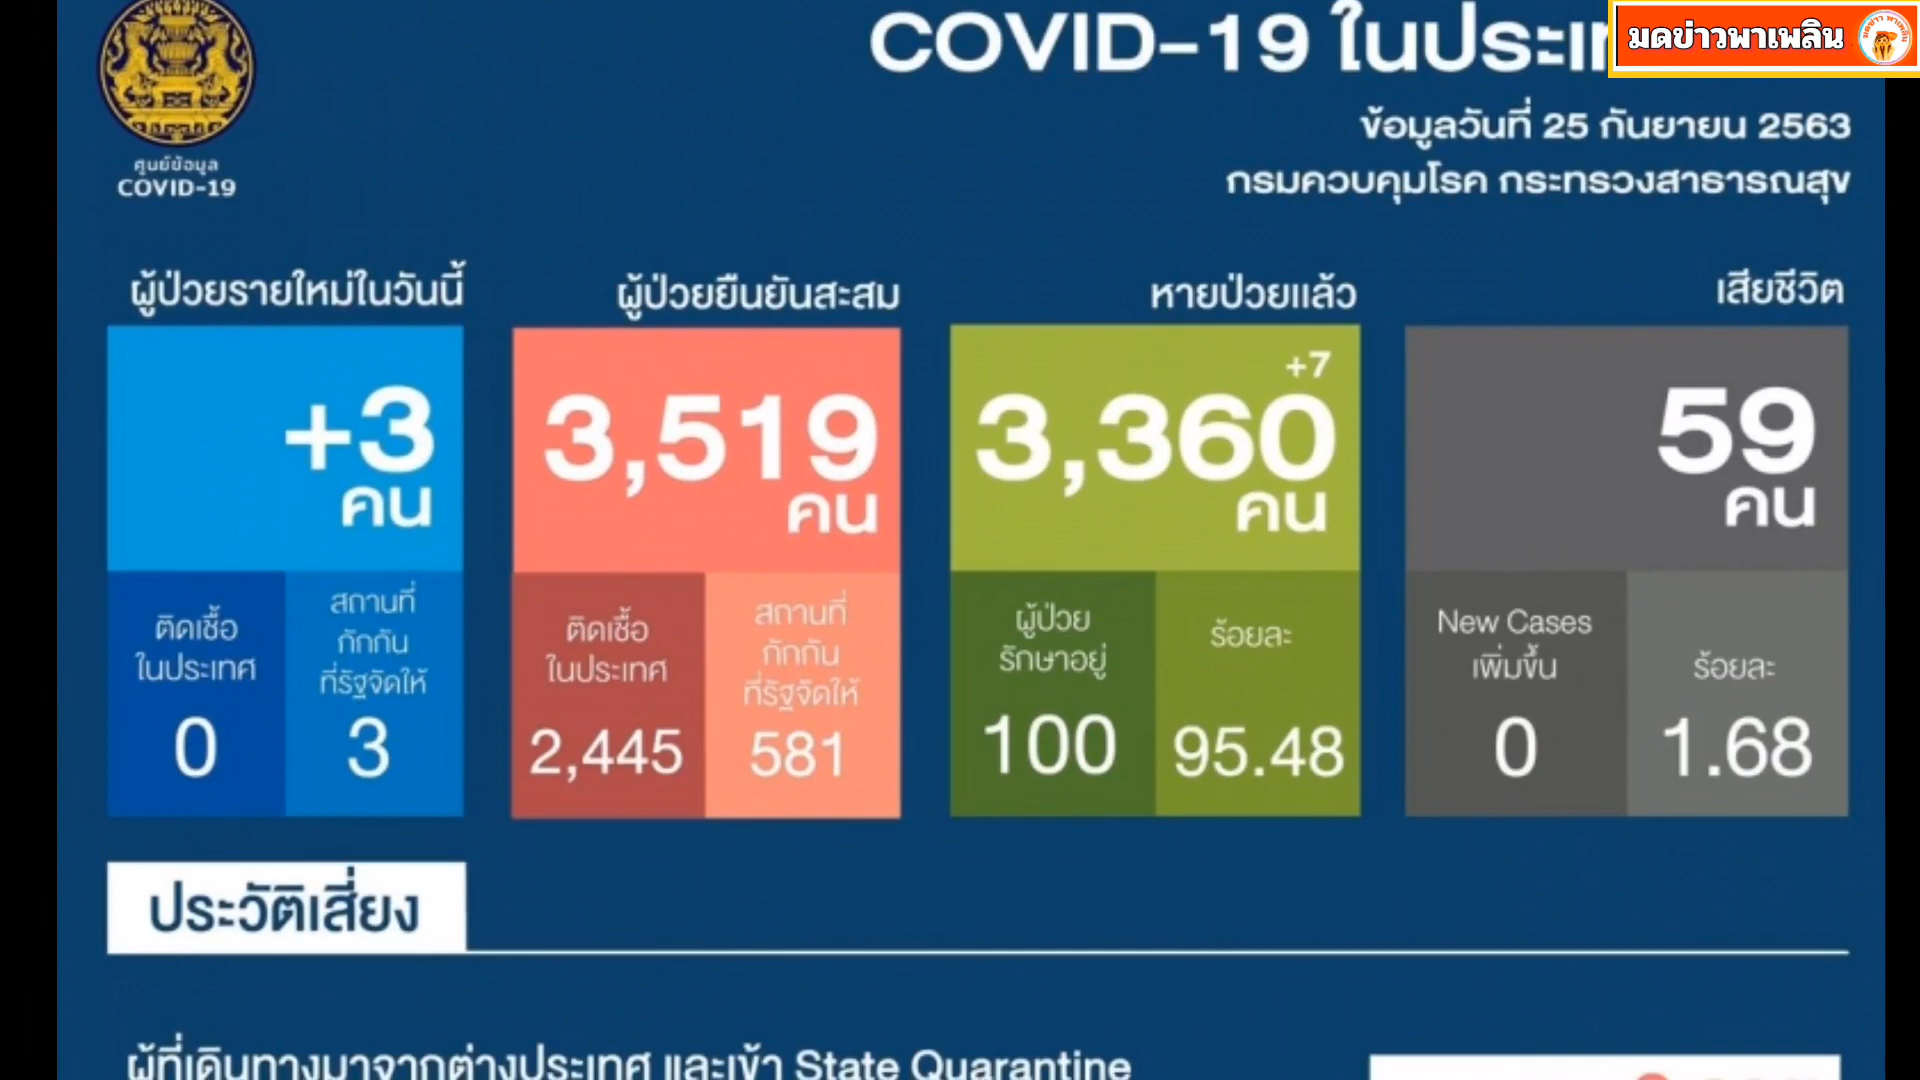 COVID-19 ในประเ
มดข่าวพาเพลิน
ข้อมูลวันที่ 25 กันยายน 2563
กรมควบคุมโรค กระทรวงสาธารณสุข
ศูนย์ข้อมูล
COVID-19
ผู้ป่วยรายใหม่ในวันนี้
+3
คน
ติดเชื้อ
ในประเทศ
0
สถานที่
กักกัน
ที่รัฐจัดให้
3
ผู้ป่วยยืนยันสะสม
3,519
คน
ติดเชื้อ
ในประเทศ
2,445
สถานที่
กักกัน
ที่รัฐจัดให้
581
หายป่วยแล้ว
+7
3,360
คน
ผู้ป่วย
รักษาอยู่
100
ร้อยละ
95.48
เสียชีวิต
59
คน
New Cases
เพิ่มขึ้น
0
ร้อยละ
1.68
ประวัติเสี่ยง
ผู้ที่เดินทางมาจากต่างประเทศ และเข้า State Quarantine